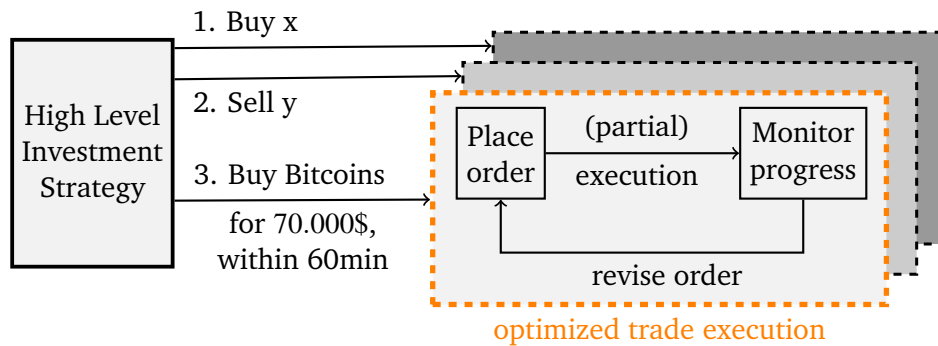 1. Buy x
2. Sell y
High Level
Investment
Strategy
3. Buy Bitcoins
for 70.000$,
within 60min
Place
order
(partial)
execution
Monitor
progress
revise order
optimized trade execution